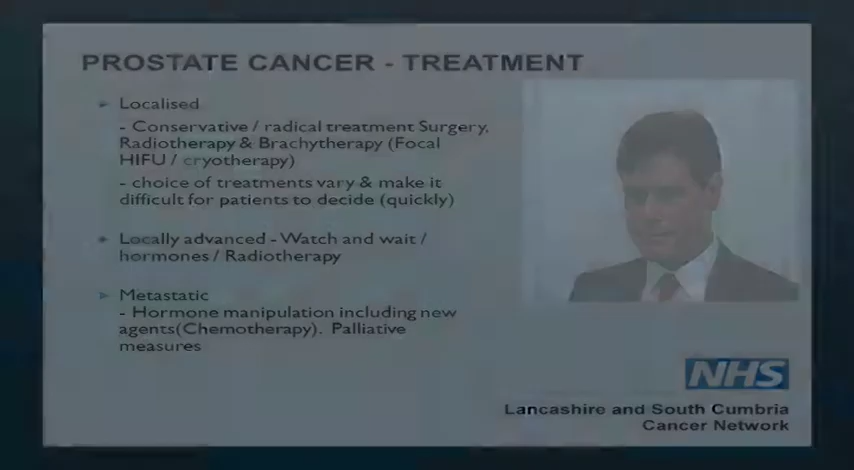 PROSTATE CANCER - TREATMENT
Localised
- Conservative / radical treatment Surgery,
Radiotherapy & Brachytherapy (Focal
HIFU / cryotherapy)
- choice of treatments vary & make it
difficult for patients to decide (quickly)
Locally advanced - Watch and wait /
hormones / Radiotherapy
Metastatic
- Hormone manipulation including new
agents(Chemotherapy). Palliative
measures
NHS
Lancashire and South Cumbria
Cancer Network